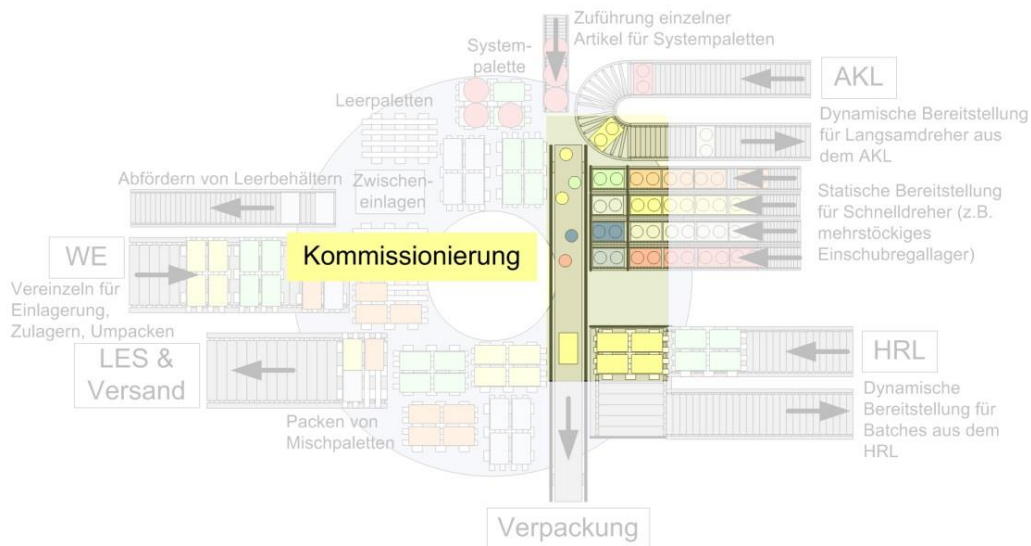 Zuführung einzelner
Artikel für Systempaletten
System-
palette
AKL
Leerpaletten
Dynamische Bereitstellung
für Langsamdreher aus
dem AKL
Zwischen-
einlagen
Abfördern von Leerbehältern
Statische Bereitstellung
für Schnelldreher (z.B.
mehrstöckiges
Einschubregallager)
WE
Kommissionierung
Vereinzeln für
Einlagerung,
Zulagern, Umpacken
LES &
Versand
HRL
Dynamische
Bereitstellung für
Batches aus dem
HRL
Packen von
Mischpaletten
Verpackung